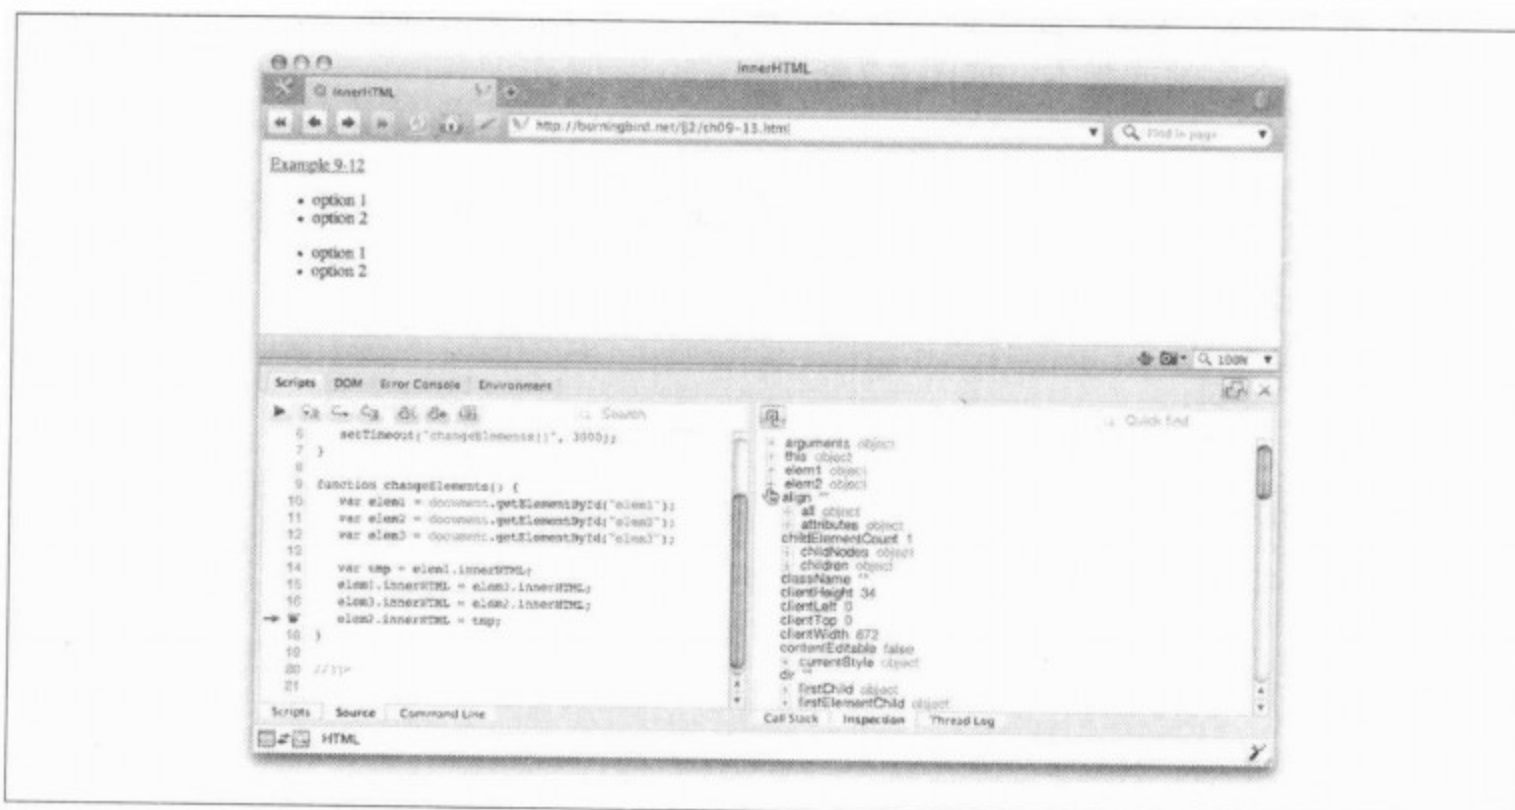 innerHTML
innerHTML
http://burningbird.net/lj2/ch09-13.html
Find in page
Example 9-12
• option 1
• option 2
• option 1
• option 2
100%
Scripts DOM Error Console Environment
Search
Quick find
6 setTimeout("changeElements()", 3000);
7 }
8
9 function changeElements() {
10 var elem1 = document.getElementById("elem1");
11 var elem2 = document.getElementById("elem2");
12 var elem3 = document.getElementById("elem3");
13
14 var tmp = elem1.innerHTML;
15 elem1.innerHTML = elem3.innerHTML;
16 elem3.innerHTML = elem2.innerHTML;
elem2.innerHTML = tmp;
18 }
19
20
21
arguments object
this object
elem1 object
elem2 object
align ""
all object
attributes object
childElementCount 1
childNodes object
children object
className ""
clientHeight 34
clientLeft 0
clientTop 0
clientWidth 872
contentEditable false
currentStyle object
dir ""
firstChild object
firstElementChild object
Scripts Source Command Line
Call Stack Inspection Thread Log
HTML